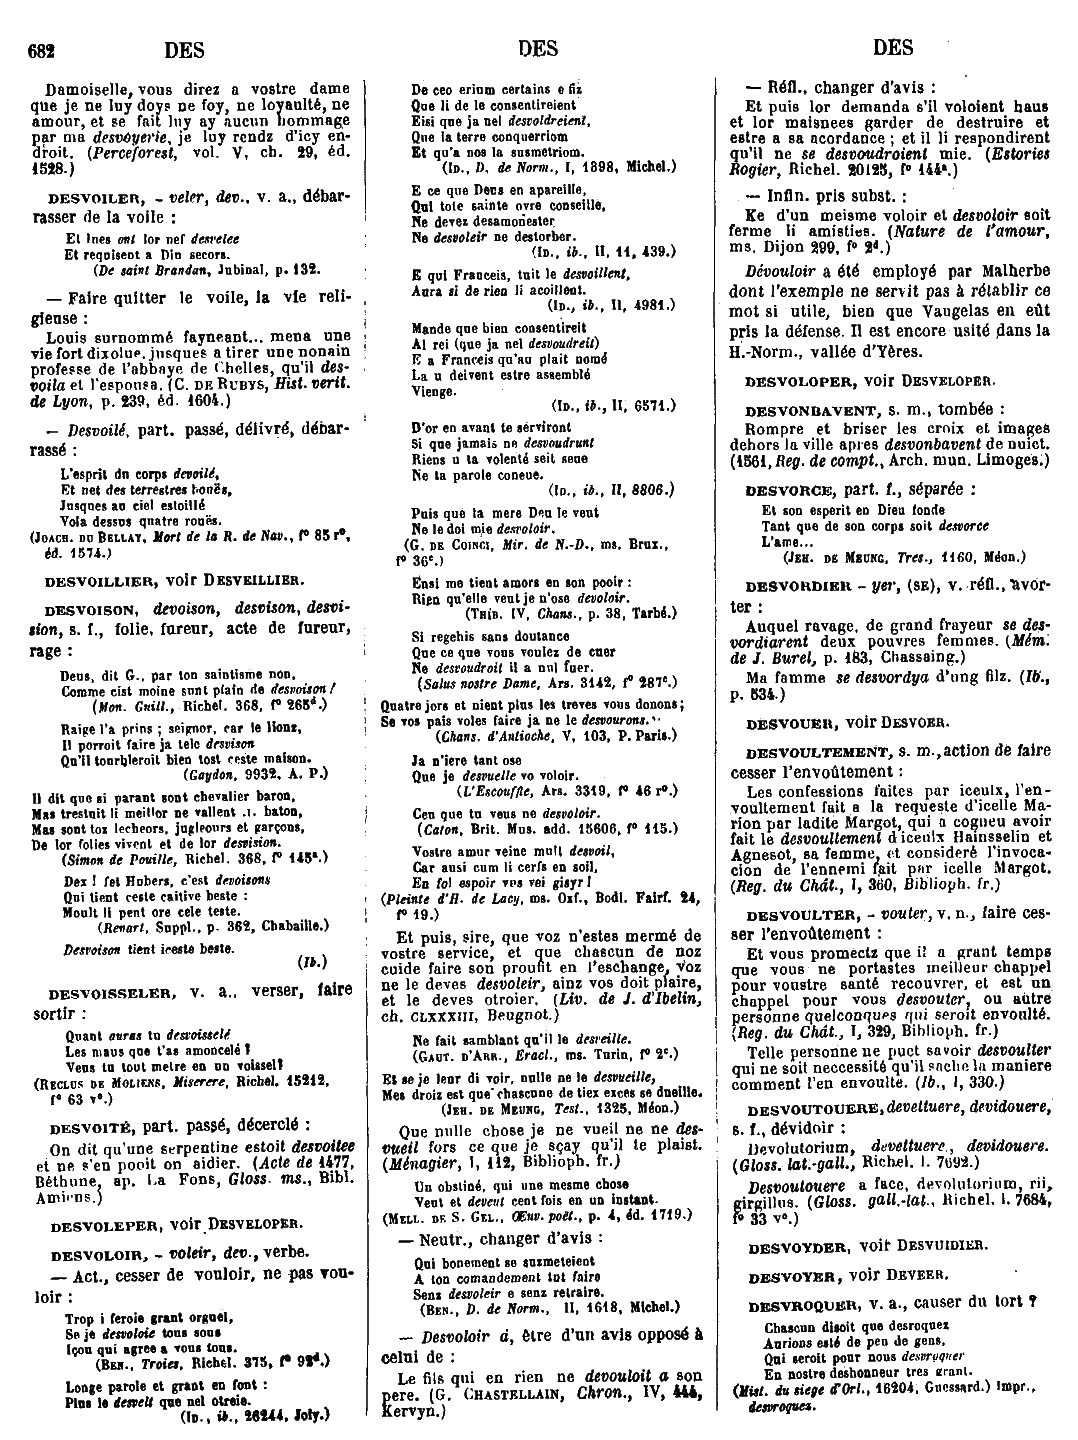 682 DES DES DES
Damoiselle, vous direz a vostre dame
que je ne luy doys ne foy, ne loyaulté, ne
amour, et se fait luy ay aucun hommage
par ma desvoyerie, je luy rendz d'icy en-
droit. (Perceforest, vol. V, ch. 29, éd.
1528.)
DESVOILER, - veler, dev., v. a., débar-
rasser de la voile :
Et lues ont lor nef desvelee
Et reqoisent a Diu secors.
(De saint Brandan, Jubinal, p. 132.
— Faire quitter le voile, la vie reli-
gieuse :
Louis surnommé fayneant... mena une
vie fort dixolue, jusques a tirer une nonain
professe de l'abbaye de Chelles, qu'il des-
voila et l'espousa. (C. DE RUBYS, Hist. verit.
de Lyon, p. 239, éd. 1604.)
— Desvoilé, part. passé, délivré, débar-
rassé :
L'esprit du corps devoilé,
Et net des terrestres bouës,
Jusques au ciel estoillé
Vola dessus quatre rouës.
(JOACH. DU BELLAY, Mort de la R. de Nav., f° 85 r°,
éd. 1574.)
DESVOILLIER, voir DESVEILLIER.
DESVOISON, devoison, desvison, desvi-
sion, s. f., folie, fureur, acte de fureur,
rage :
Deus, dit G., par ton saintisme non,
Comme cist moine sunt plain de desvoison !
(Mon. Guill., Richel. 368, f° 265d.)
Raige l'a prins ; seignor, car le lionz,
Il porroit faire ja tele desvison
Qu'il tourbleroit bien tost ceste maison.
(Gaydon, 9932, A. P.)
Il dit que si parant sont chevalier baron,
Mas trestuit li meillor ne vallent .I. baton,
Mas sont toz lecheors, jugleours et garçons,
De lor folies vivent et de lor desvision.
(Simon de Pouille, Richel. 368, f° 145a.)
Dex ! fet Hubers, c'est devoisons
Qui tient ceste caitive beste :
Moult li pent ore cele teste.
(Renart, Suppl., p. 362, Chabaille.)
Desvoison tient iceste beste.
(Ib.)
DESVOISSELER, v. a., verser, faire
sortir :
Quant auras tu desvoisselé
Les maus que t'as amoncelé ?
Veus tu tout metre en un voissel?
(RECLUS DE MOLIENS, Miserere, Richel. 15212,
f° 63 v°.)
DESVOITÉ, part. passé, décerclé :
On dit qu'une serpentine estoit desvoitee
et ne s'en pooit on aidier. (Acte de 1477,
Béthune, ap. La Fons, Gloss. ms., Bibl.
Amiens.)
DESVOLEPER, voir DESVELOPER.
DESVOLOIR, - voleir, dev., verbe.
— Act., cesser de vouloir, ne pas vou-
loir :
Trop i feroie grant orguel,
Se je desvoloie tous sous
Içou qui agree a vous tous.
(BEN., Troies, Richel. 375, f° 92d.)
Longe parole et grant en font :
Plus le desvelt que nel otreie.
(ID., ib., 26244, Joly.)
De ceo erium certains e fiz
Que li de le consentireient
Eisi que ja nel desvoldreient,
Que la terre conquerriom
Et qu'a nos la susmetriom.
(ID., D. de Norm., I, 1898, Michel.)
E ce que Deus en apareille,
Qui tote sainte ovre conseille,
Ne devez desamonester
Ne desvoleir ne destorber.
(ID., ib., II, 11, 439.)
E qui Franceis, tuit le desvoillent,
Aura si de rien li acoillent.
(ID., ib., II, 4981.)
Mande que bien consentireit
Al rei (que ja nel desvoudreit)
E a Franceis qu'au plait nomé
La u deivent estre assemblé
Vienge.
(ID., ib., II, 6571.)
D'or en avant te serviront
Si que jamais ne desvoudrunt
Riens u ta volenté seit seue
Ne ta parole coneue.
(ID., ib., II, 8806.)
Puis que la mere Deu le veut
Ne le doi mie desvoloir.
(G. DE COINCI, Mir. de N.-D., ms. Brux.,
f° 36c.)
Ensi me tient amors en son pooir :
Rien qu'elle veut je n'ose devoloir.
(THIB. IV, Chans., p. 38, Tarbé.)
Si regehis sans doutance
Que ce que vous voulez de cuer
Ne desvoudroit il a nul fuer.
(Salus nostre Dame, Ars. 3142, f° 287c.)
Quatre jors et nient plus les treves vous donons;
Se vos pais voles faire ja ne le desvourons.
(Chans. d'Antioche, V, 103, P. Paris.)
Ja n'iere tant ose
Que je desvuelle vo voloir.
(L'Escouffle, Ars. 3319, f° 46 r°.)
Cen que tu veus ne desvoloir.
(Caton, Brit. Mus. add. 15606, f° 115.)
Vostre amur veine mult desvoil,
Car ausi cum li cerfs en soil,
En fol espoir vos vei gisyr !
(Pleinte d'H. de Lacy, ms. Oxf., Bodl. Fairf. 24,
f° 19.)
Et puis, sire, que voz n'estes mermé de
vostre service, et que chascun de noz
cuide faire son proufit en l'eschange, voz
ne le deves desvoleir, ainz vos doit plaire,
et le deves otroier. (Liv. de J. d'Ibelin,
ch. CLXXXIII, Beugnot.)
Ne fait samblant qu'il le desveille.
(GAUT. D'ARR., Eracl., ms. Turin, f° 2c.)
Et se je leur di voir, nulle ne le desvueille,
Mes droiz est que chascune de tiex exces se dueille.
(JEH. DE MEUNG, Test., 1325, Méon.)
Que nulle chose je ne vueil ne ne des-
vueil fors ce que je sçay qu'il te plaist.
(Ménagier, I, 112, Biblioph. fr.)
Un obstiné, qui une mesme chose
Veut et deveut cent fois en un instant.
(MELL. DE S. GEL., Œuv. poët., p. 4, éd. 1719.)
— Neutr., changer d'avis :
Qui bonement se suzmeteient
A ton comandement tut faire
Senz desvoleir e senz retraire.
(BEN., D. de Norm., II, 1618, Michel.)
— Desvoloir à, être d'un avis opposé à
celui de :
Le fils qui en rien ne devouloit a son
pere. (G. CHASTELLAIN, Chron., IV, 444,
Kervyn.)
— Réfl., changer d'avis :
Et puis lor demanda s'il voloient haus
et lor maisnees garder de destruire et
estre a sa acordance ; et il li respondirent
qu'il ne se desvoudroient mie. (Estories
Rogier, Richel. 20125, f° 144a.)
— Infin. pris subst. :
Ke d'un meisme voloir et desvoloir soit
ferme li amisties. (Nature de l'amour,
ms. Dijon 299, f° 2d.)
Dévouloir a été employé par Malherbe
dont l'exemple ne servit pas à rétablir ce
mot si utile, bien que Vaugelas en eût
pris la défense. Il est encore usité dans la
H.-Norm., vallée d'Yères.
DESVOLOPER, voir DESVELOPER.
DESVONBAVENT, s. m., tombée :
Rompre et briser les croix et images
dehors la ville apres desvonbavent de nuict.
(1561, Reg. de compt., Arch. mun. Limoges.)
DESVORCE, part. f., séparée :
Et son esperit en Dieu fonde
Tant que de son corps soit desvorce
L'ame...
(JEH. DE MEUNG, Tres., 1160, Méon.)
DESVORDIER - yer, (SE), v. réfl., avor-
ter :
Auquel ravage, de grand frayeur se des-
vordiarent deux pouvres femmes. (Mém.
de J. Burel, p. 183, Chassaing.)
Ma famme se desvordya d'ung filz. (Ib.,
p. 534.)
DESVOUER, voir DESVOER.
DESVOULTEMENT, s. m., action de faire
cesser l'envoûtement :
Les confessions faites par iceulx, l'en-
voultement fait a la requeste d'icelle Ma-
rion par ladite Margot, qui a cogneu avoir
fait le desvoultement d'iceulx Hainsselin et
Agnesot, sa femme, et consideré l'invoca-
cion de l'ennemi fait par icelle Margot.
(Reg. du Chât., I, 360, Biblioph. fr.)
DESVOULTER, - vouter, v. n., faire ces-
ser l'envoûtement :
Et vous promectz que il a grant temps
que vous ne portastes meilleur chappel
pour voustre santé recouvrer, et est un
chappel pour vous desvouter, ou autre
personne quelconques qui seroit envoulté.
(Reg. du Chât., I, 329, Biblioph. fr.)
Telle personne ne puet savoir desvoulter
qui ne soit neccessité qu'il sache la maniere
comment l'en envoulte. (Ib., I, 330.)
DESVOUTOUERE, devettuere, devidouere,
s. f., dévidoir :
Devolutorium, devettuere, devidouere.
(Gloss. lat.-gall., Richel. l. 7692.)
Desvoutouere a face, devolutorium, rii,
girgillus. (Gloss. gall.-lat., Richel. l. 7684,
f° 33 v°.)
DESVOYDER, voir DESVUIDIER.
DESVOYER, voir DEVEER.
DESVROQUER, v. a., causer du tort ?
Chascun disoit que desroquez
Aurions esté de peu de gens,
Qui seroit pour nous desvroquer
En nostre deshonneur tres grant.
(Mist. du siege d'Orl., 16204, Guessard.) Impr.,
desvroquez.